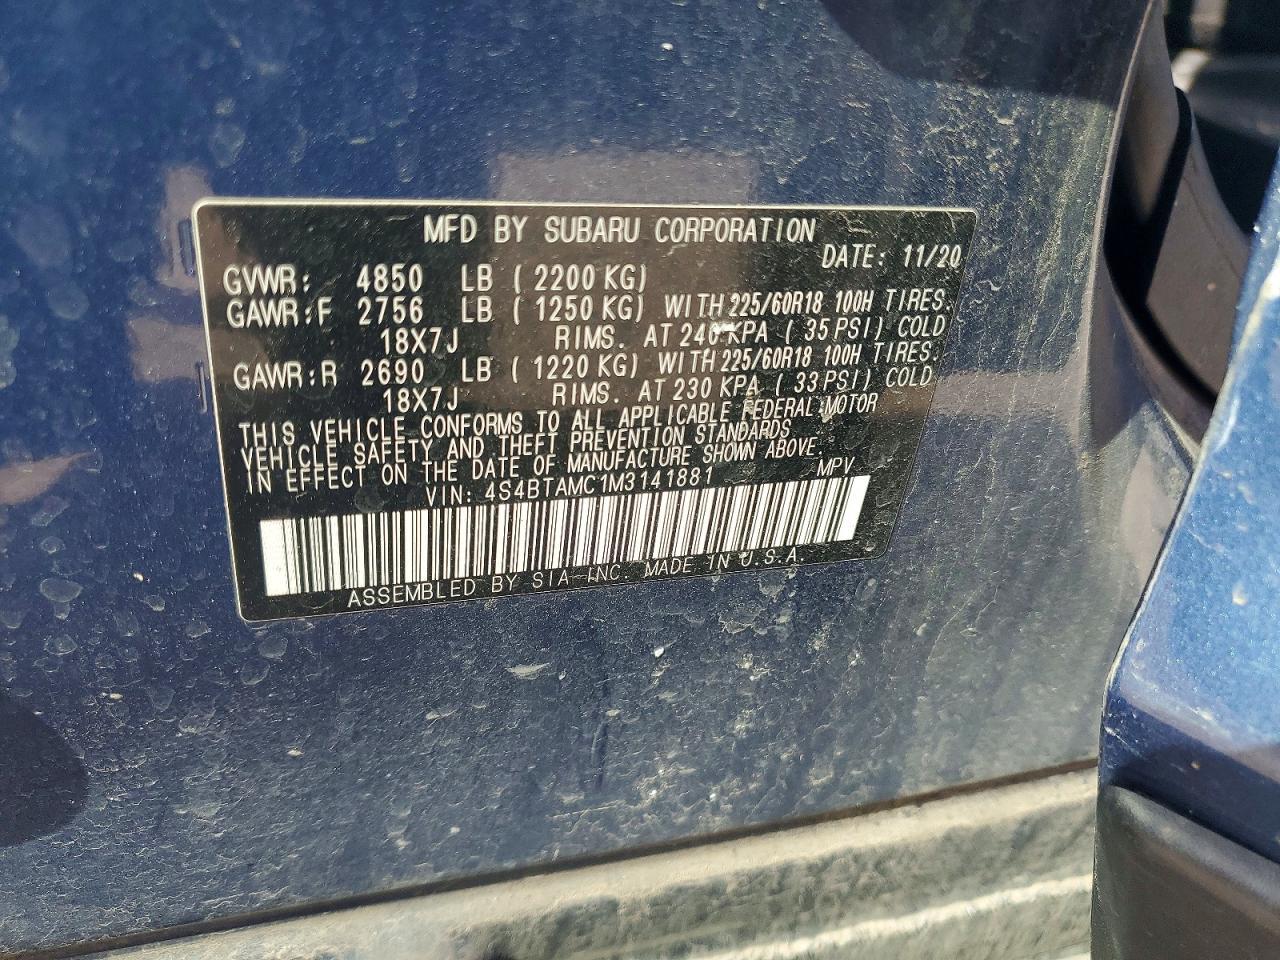 MFD BY SUBARU CORPORATION
DATE: 11/20
GVWR: 4850 LB ( 2200 KG)
GAWR:F 2756 LB ( 1250 KG) WITH 225/60R18 100H TIRES.
18X7J RIMS. AT 240 KPA ( 35 PSI) COLD
GAWR:R 2690 LB ( 1220 KG) WITH 225/60R18 100H TIRES.
18X7J RIMS. AT 230 KPA ( 33 PSI) COLD
THIS VEHICLE CONFORMS TO ALL APPLICABLE FEDERAL MOTOR
VEHICLE SAFETY AND THEFT PREVENTION STANDARDS
IN EFFECT ON THE DATE OF MANUFACTURE SHOWN ABOVE.
VIN: 4S4BTAMC1M3141881 MPV
ASSEMBLED BY SIA-INC. MADE IN U.S.A.